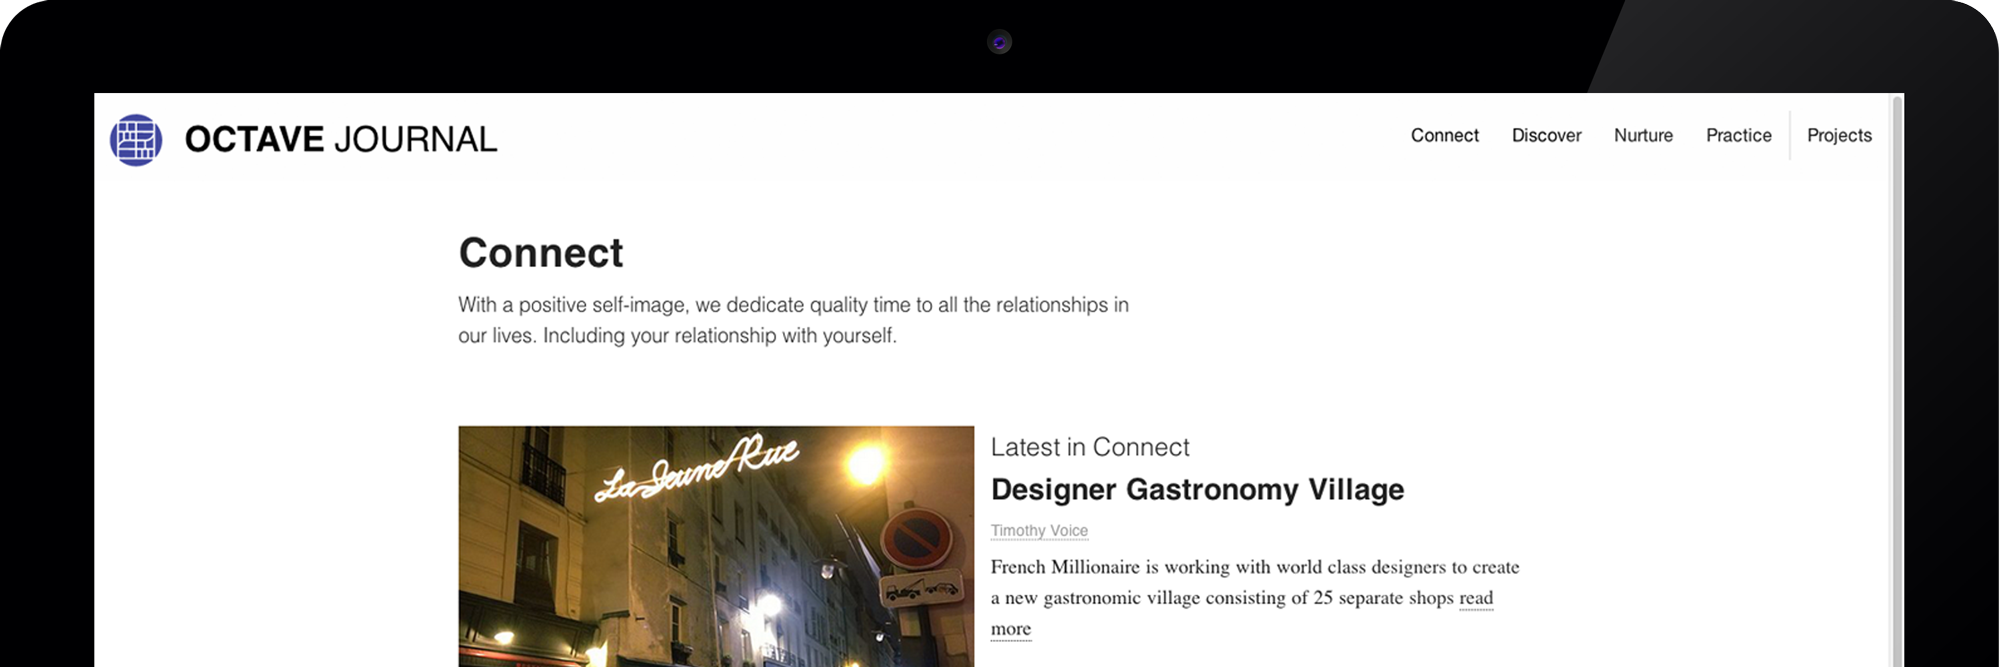 OCTAVE JOURNAL
Connect
Discover
Nurture
Practice
Projects
Connect
With a positive self-image, we dedicate quality time to all the relationships in
our lives. Including your relationship with yourself.
La Jeune Rue
Latest in Connect
Designer Gastronomy Village
Timothy Voice
French Millionaire is working with world class designers to create
a new gastronomic village consisting of 25 separate shops read
more